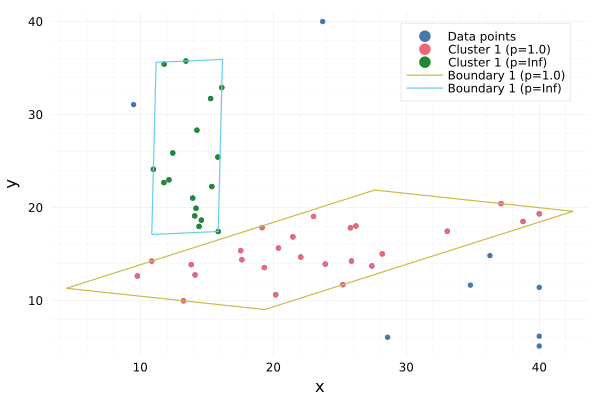 40
30
20
10
y
10
20
30
40
x
Data points
Cluster 1 (p=1.0)
Cluster 1 (p=Inf)
Boundary 1 (p=1.0)
Boundary 1 (p=Inf)